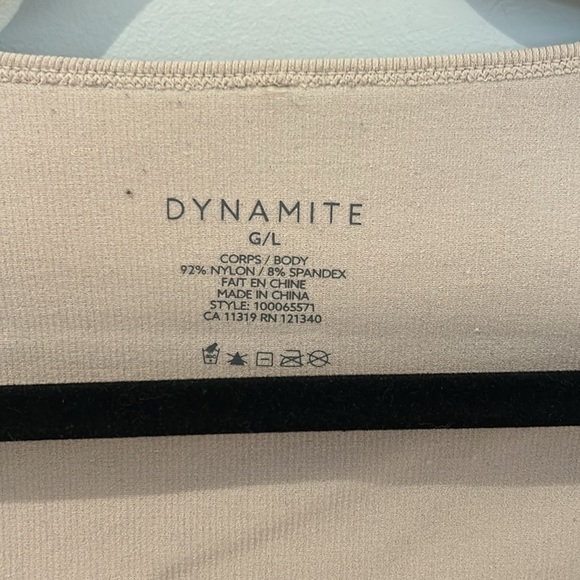 DYNAMITE
G/L
CORPS / BODY
92% NYLON / 8% SPANDEX
FAIT EN CHINE
MADE IN CHINA
STYLE: 100065571
CA 11319 RN 121340